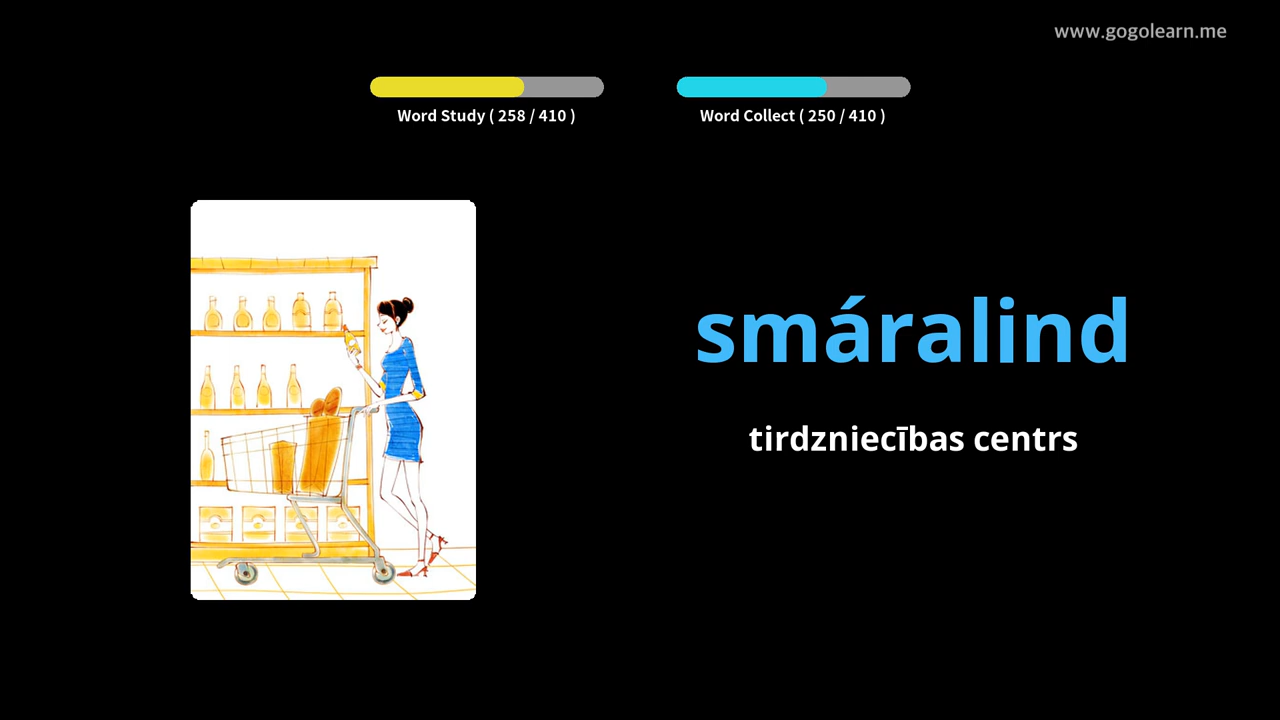 www.gogolearn.me
Word Study ( 258 / 410 )
Word Collect ( 250 / 410 )
smáralind
tirdzniecības centrs